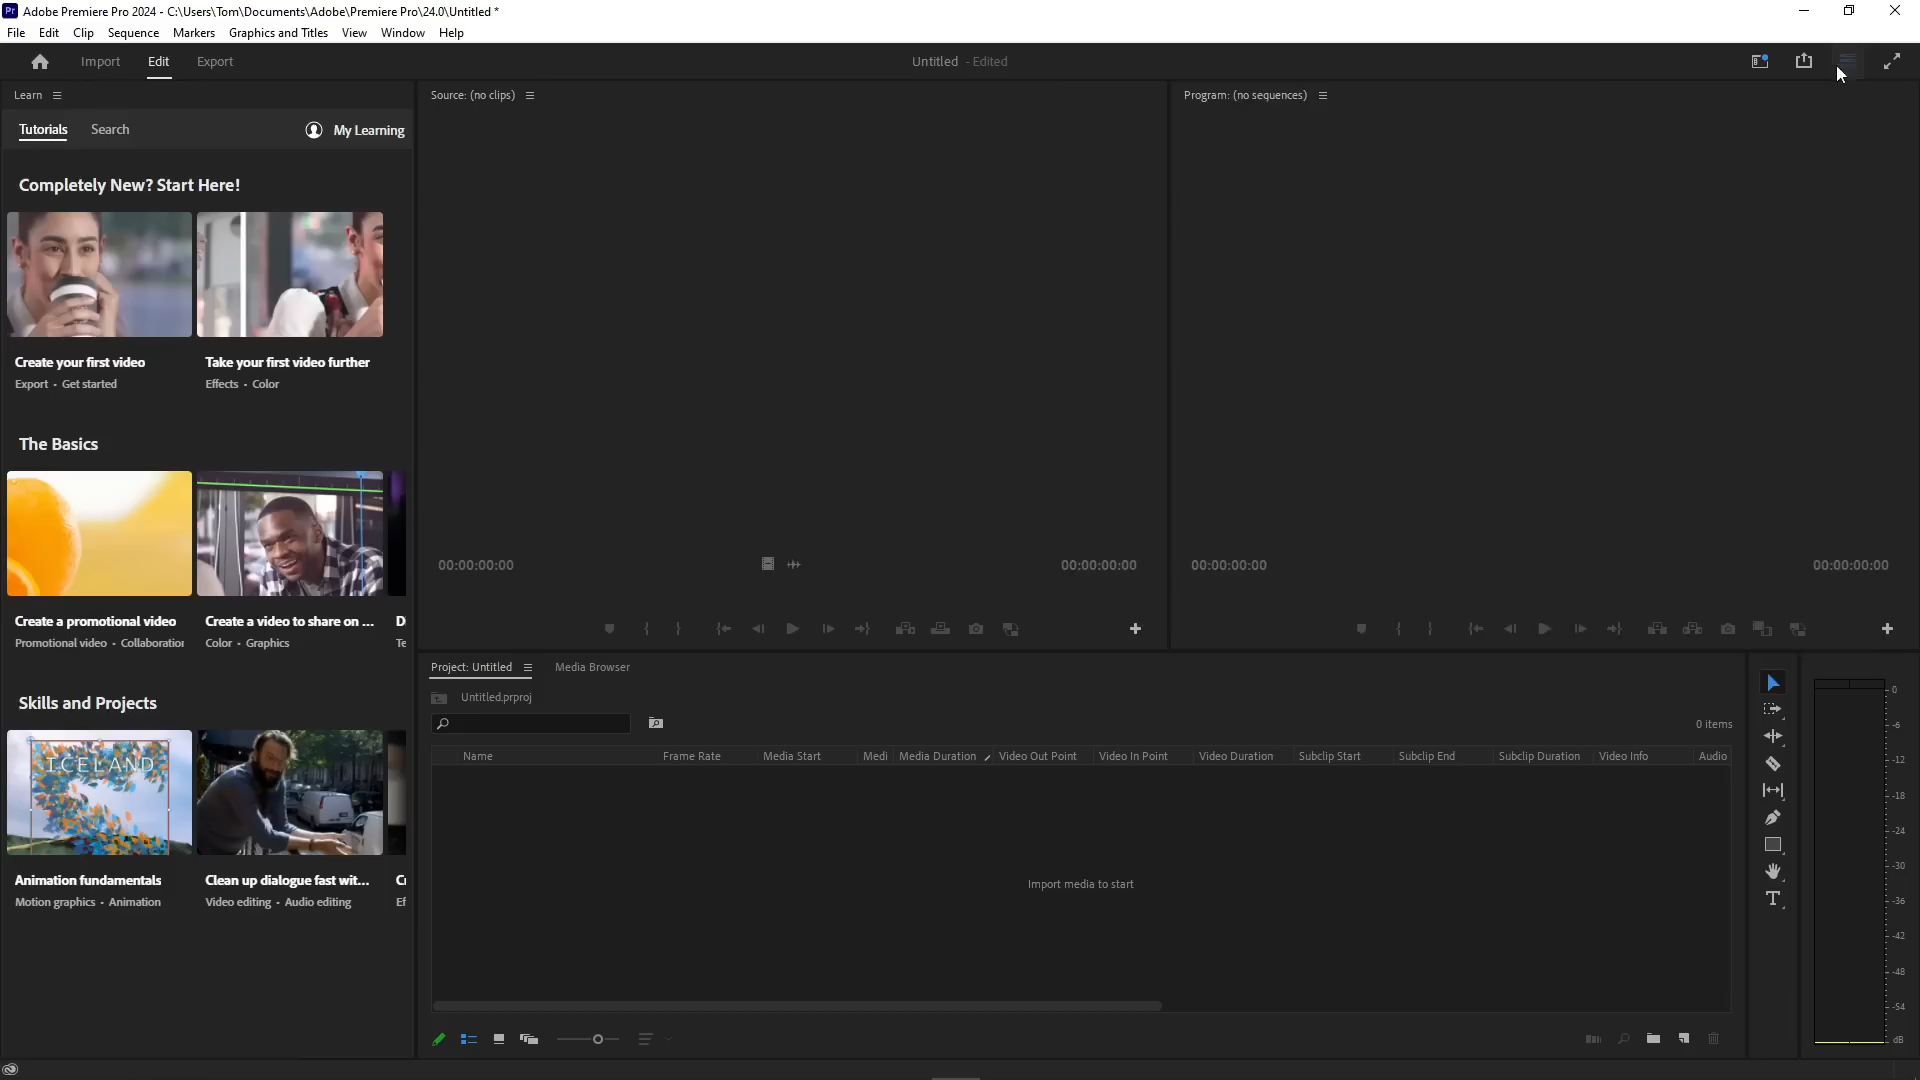 Adobe Premiere Pro 2024 - C:\Users\Tom\Documents\Adobe\Premiere Pro\24.0\Untitled *
File Edit Clip Sequence Markers Graphics and Titles View Window Help
Import Edit Export
Untitled - Edited
Learn
Source: (no clips)
Program: (no sequences)
Tutorials Search My Learning
Completely New? Start Here!
Create your first video
Export • Get started
Take your first video further
Effects • Color
The Basics
ICELAND
Create a promotional video
Promotional video • Collaboration
Create a video to share on ...
Color • Graphics
D
Te
Skills and Projects
Animation fundamentals
Motion graphics • Animation
Clean up dialogue fast wit...
Video editing • Audio editing
Cr
Ef
00:00:00:00
00:00:00:00
00:00:00:00
00:00:00:00
Project: Untitled Media Browser
Untitled.prproj
0 items
Name Frame Rate Media Start Medi Media Duration Video Out Point Video In Point Video Duration Subclip Start Subclip End Subclip Duration Video Info Audio
Import media to start
0
-6
-12
-18
-24
-30
-36
-42
-48
-54
dB